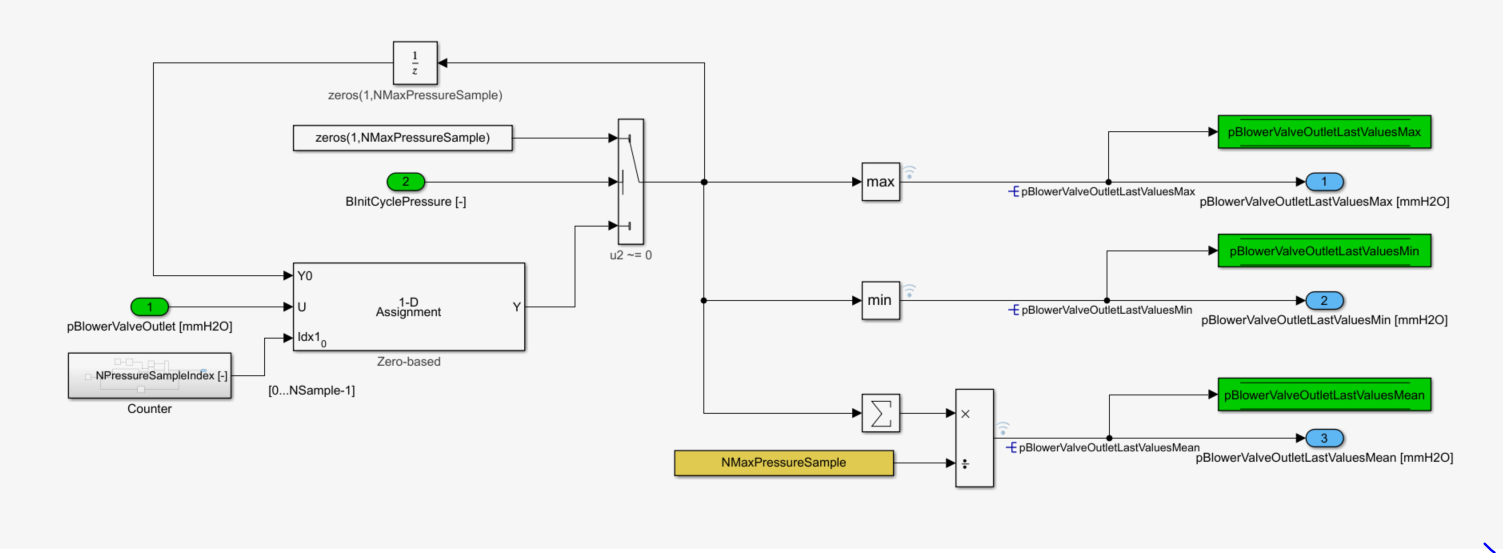 1
z
zeros(1,NMaxPressureSample)
zeros(1,NMaxPressureSample)
2
BInitCyclePressure [-]
u2 ~= 0
Y0
U
Idx1
0
1-D
Assignment
Y
Zero-based
1
pBlowerValveOutlet [mmH2O]
NPressureSampleIndex [-]
Counter
[0...NSample-1]
max
pBlowerValveOutletLastValuesMax
pBlowerValveOutletLastValuesMax
1
pBlowerValveOutletLastValuesMax [mmH2O]
min
pBlowerValveOutletLastValuesMin
pBlowerValveOutletLastValuesMin
2
pBlowerValveOutletLastValuesMin [mmH2O]
∑
NMaxPressureSample
×
÷
pBlowerValveOutletLastValuesMean
pBlowerValveOutletLastValuesMean
3
pBlowerValveOutletLastValuesMean [mmH2O]